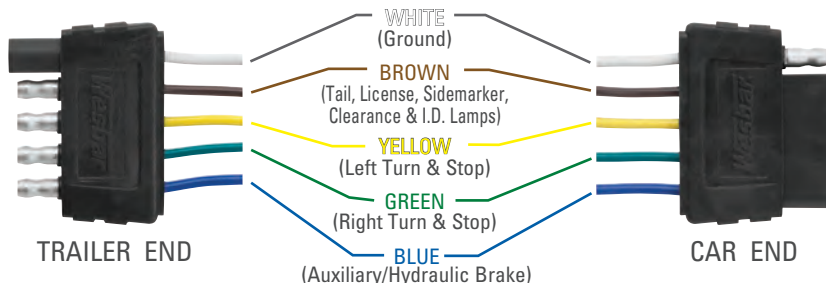 WHITE
(Ground)
BROWN
(Tail, License, Sidemarker,
Clearance & I.D. Lamps)
YELLOW
(Left Turn & Stop)
GREEN
(Right Turn & Stop)
BLUE
(Auxiliary/Hydraulic Brake)
TRAILER END
CAR END
Wesbar
Wesbar